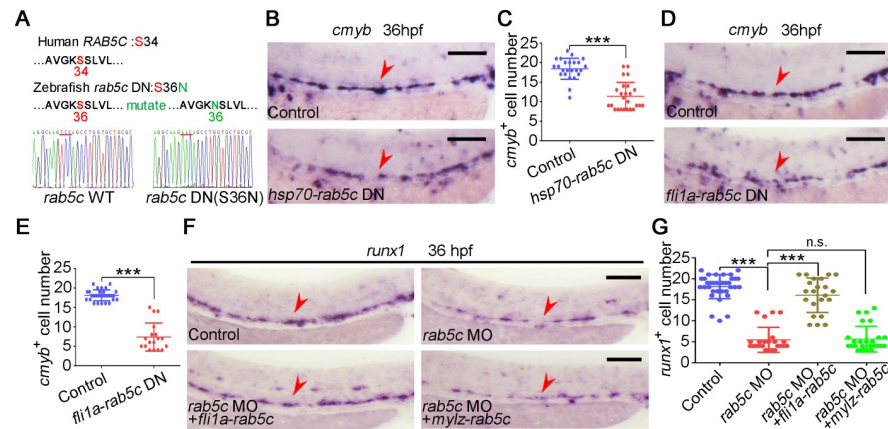 A
Human RAB5C :S34
...AVGKSSLVL...
34
Zebrafish rab5c DN:S36N
...AVGKSSLVL... mutate ...AVGKNSLVL...
36 36
rab5c WT rab5c DN(S36N)
B
cmyb 36hpf
Control
hsp70-rab5c DN
C
***
cmyb+ cell number
25
20
15
10
5
0
Control
hsp70-rab5c DN
D
cmyb 36hpf
Control
fli1a-rab5c DN
E
***
cmyb+ cell number
25
20
15
10
5
0
Control
fli1a-rab5c DN
F
runx1 36 hpf
Control
rab5c MO
rab5c MO
+fli1a-rab5c
rab5c MO
+mylz-rab5c
G
n.s.
*** ***
runx1+ cell number
25
20
15
10
5
0
Control
rab5c MO
rab5c MO
+fli1a-rab5c
rab5c MO
+mylz-rab5c